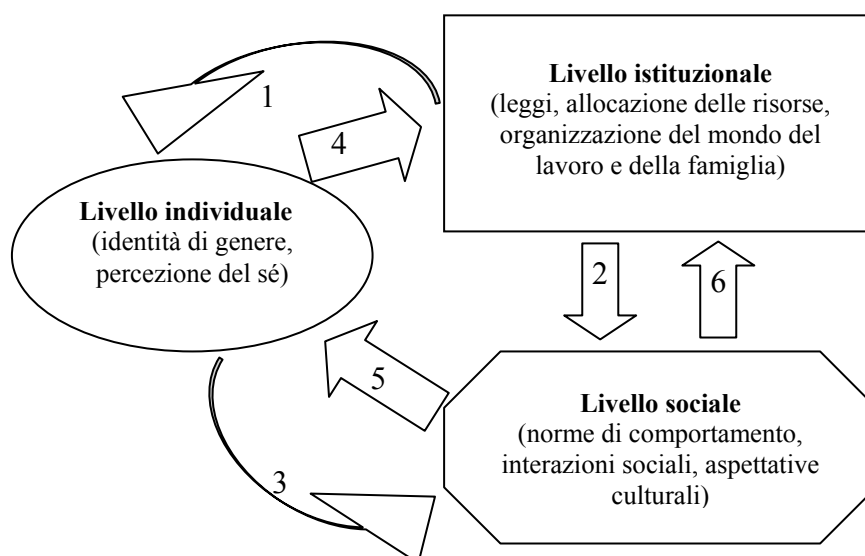 1
Livello istituzionale
(leggi, allocazione delle risorse,
organizzazione del mondo del
lavoro e della famiglia)
4
Livello individuale
(identità di genere,
percezione del sé)
2
6
5
Livello sociale
(norme di comportamento,
interazioni sociali, aspettative
culturali)
3